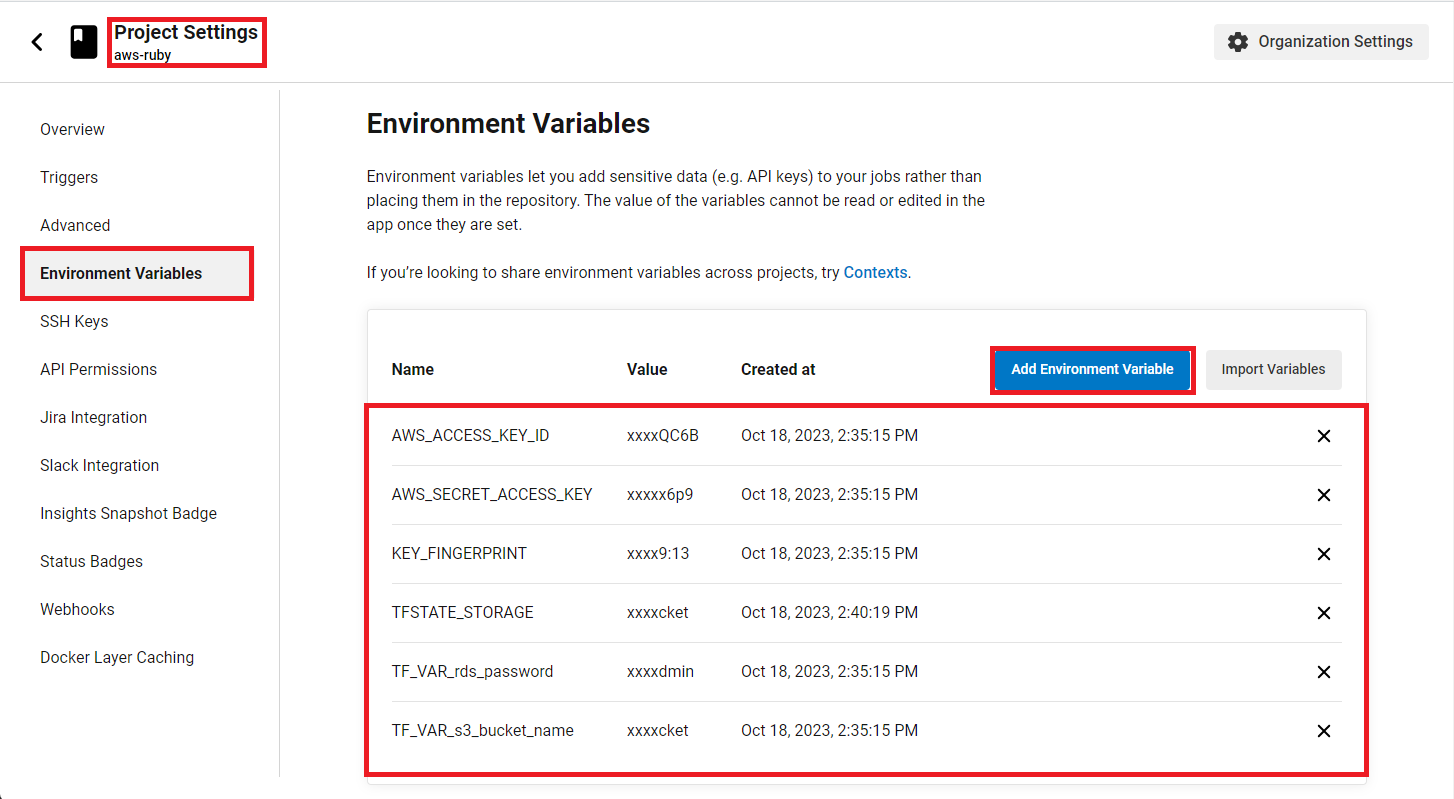 Project Settings
aws-ruby
Organization Settings
Overview
Triggers
Advanced
Environment Variables
SSH Keys
API Permissions
Jira Integration
Slack Integration
Insights Snapshot Badge
Status Badges
Webhooks
Docker Layer Caching
Environment Variables
Environment variables let you add sensitive data (e.g. API keys) to your jobs rather than
placing them in the repository. The value of the variables cannot be read or edited in the
app once they are set.
If you’re looking to share environment variables across projects, try Contexts.
Name Value Created at Add Environment Variable Import Variables
AWS_ACCESS_KEY_ID xxxxQC6B Oct 18, 2023, 2:35:15 PM
AWS_SECRET_ACCESS_KEY xxxxx6p9 Oct 18, 2023, 2:35:15 PM
KEY_FINGERPRINT xxxx9:13 Oct 18, 2023, 2:35:15 PM
TFSTATE_STORAGE xxxxcket Oct 18, 2023, 2:40:19 PM
TF_VAR_rds_password xxxxdmin Oct 18, 2023, 2:35:15 PM
TF_VAR_s3_bucket_name xxxxcket Oct 18, 2023, 2:35:15 PM